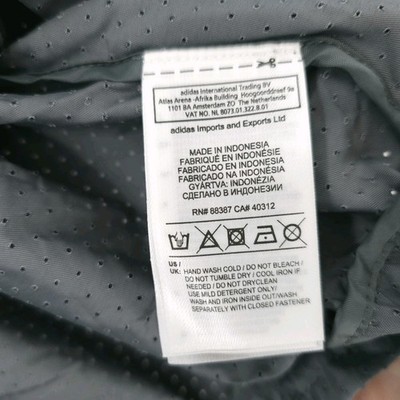 adidas International Trading BV
Atlas Arena -Afrika Building Hoogoorddreef 9a
1101 BA Amsterdam ZO The Netherlands
VAT NO. NL 8073.01.322.B.01
adidas Imports and Exports Ltd
MADE IN INDONESIA
FABRIQUÉ EN INDONÉSIE
FABRICADO EN INDONESIA
FABRICADO NA INDONÉSIA
GYÁRTVA: INDONÉZIA
СДЕЛАНО В ИНДОНЕЗИИ
RN# 88387 CA# 40312
US /
UK: HAND WASH COLD / DO NOT BLEACH /
DO NOT TUMBLE DRY / COOL IRON IF
NEEDED / DO NOT DRYCLEAN
USE MILD DETERGENT ONLY/
WASH AND IRON INSIDE OUT/WASH
SEPARATELY WITH CLOSED FASTENER